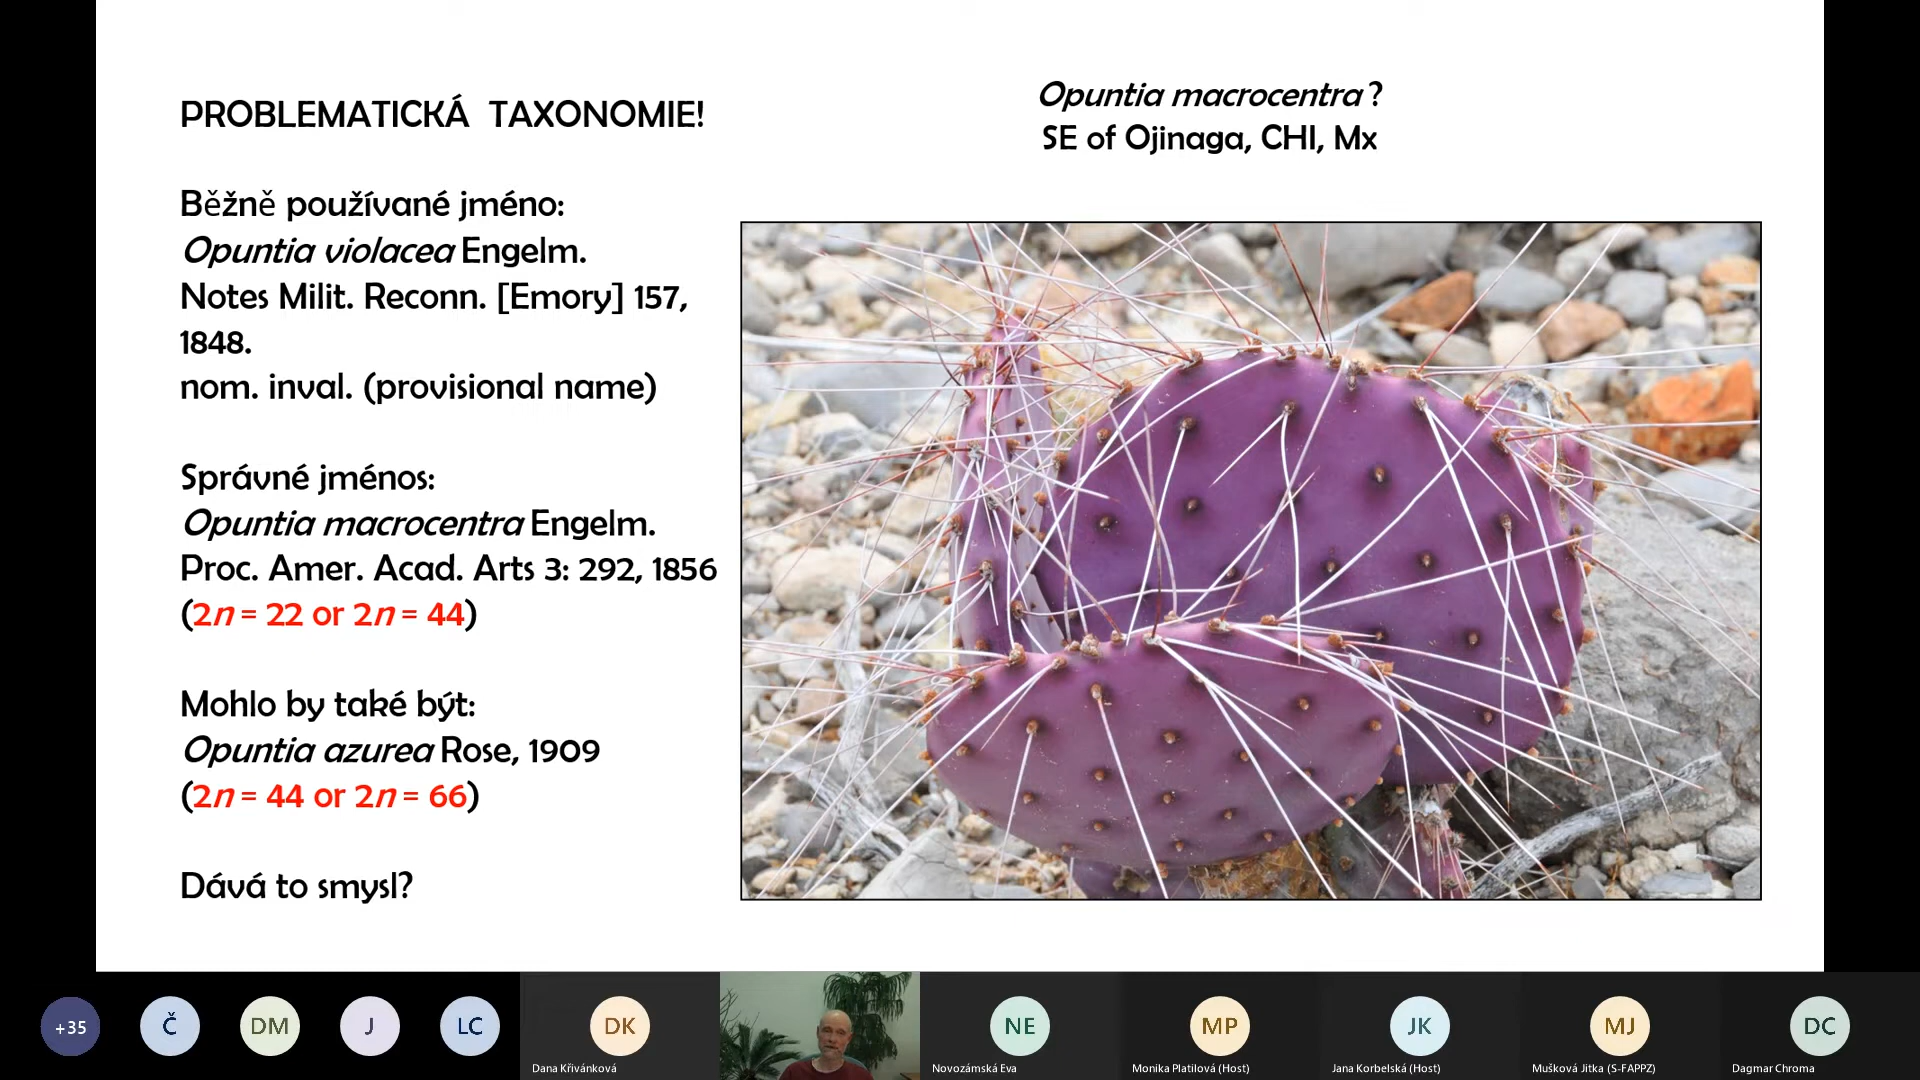 PROBLEMATICKÁ TAXONOMIE!
Běžně používané jméno:
Opuntia violacea Engelm.
Notes Milit. Reconn. [Emory] 157,
1848.
nom. inval. (provisional name)
Správné jménos:
Opuntia macrocentra Engelm.
Proc. Amer. Acad. Arts 3: 292, 1856
(2n = 22 or 2n = 44)
Mohlo by také být:
Opuntia azurea Rose, 1909
(2n = 44 or 2n = 66)
Dává to smysl?
Opuntia macrocentra ?
SE of Ojinaga, CHI, Mx
+35
Č
DM
J
LC
DK
Dana Křivánková
NE
Novozámská Eva
MP
Monika Platilová (Host)
JK
Jana Korbelská (Host)
MJ
Mušková Jitka (S-FAPPZ)
DC
Dagmar Chroma